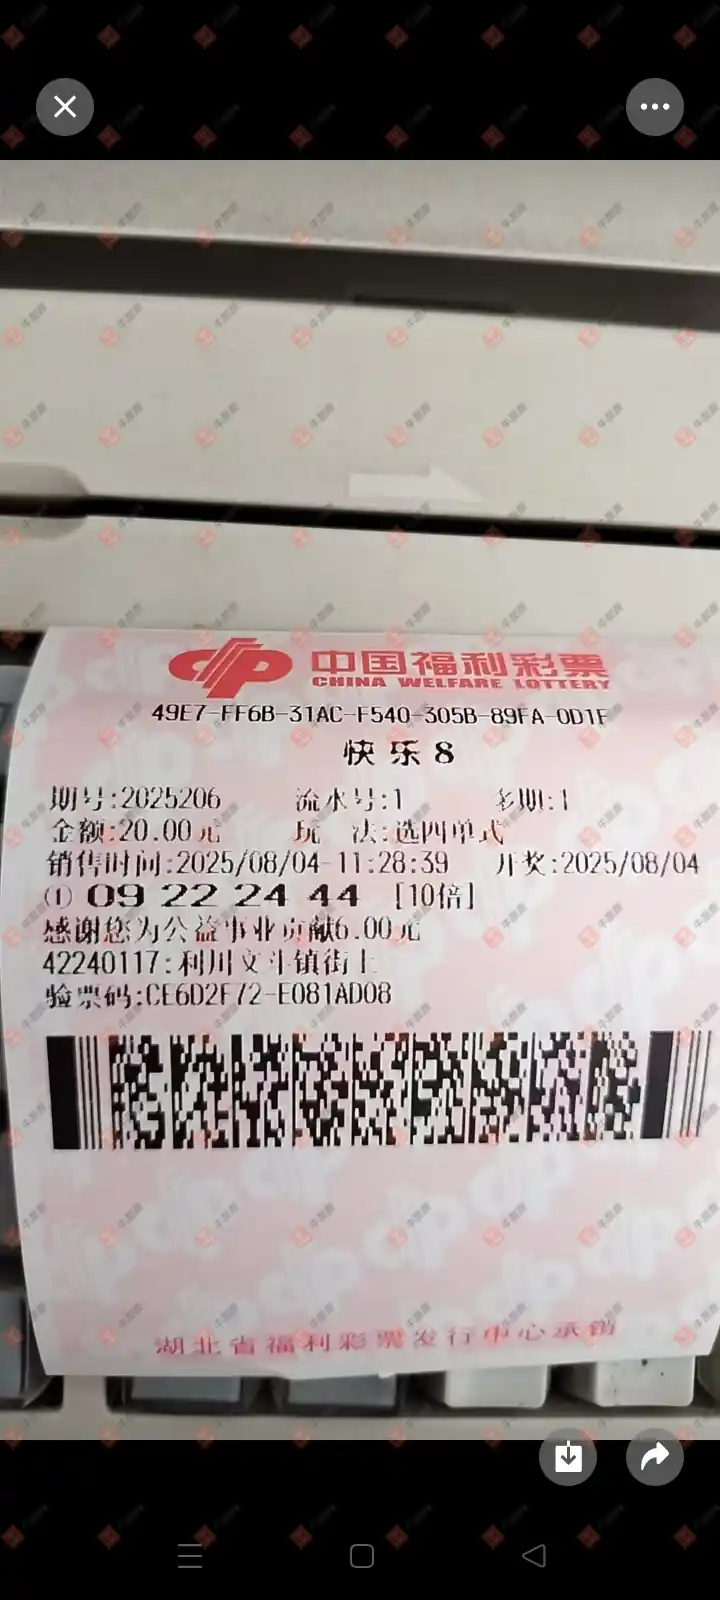 中国福利彩票
CHINA WELFARE LOTTERY
49E7-FF6B-31AC-F540-305B-89FA-0D1F
快乐8
期号:2025206 流水号:1 多期:1
金额:20.00元 玩 法:选四单式
销售时间:2025/08/04-11:28:39 开奖:2025/08/04
① 09 22 24 44 [10倍]
感谢您为公益事业贡献6.00元
42240117:利川文斗镇街上
验票码:CE6D2F72-E081AD08
湖北省福利彩票发行中心承销